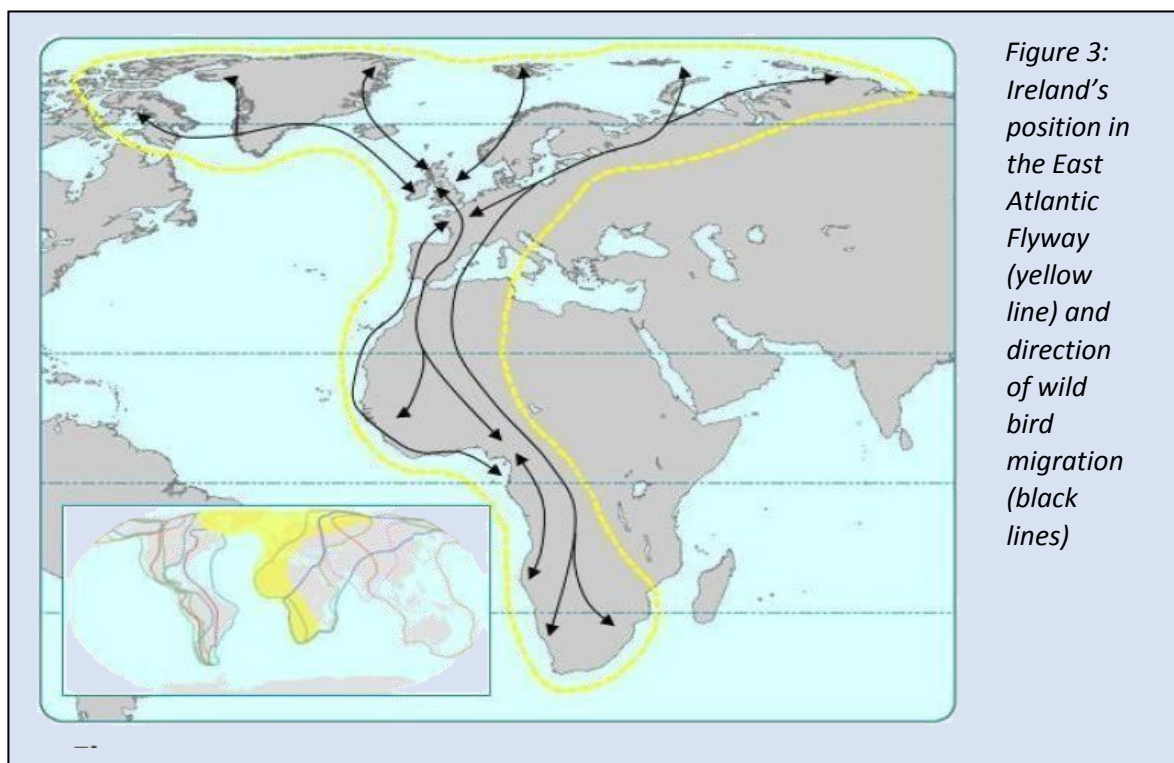 Figure 3:
Ireland’s
position in
the East
Atlantic
Flyway
(yellow
line) and
direction
of wild
bird
migration
(black
lines)